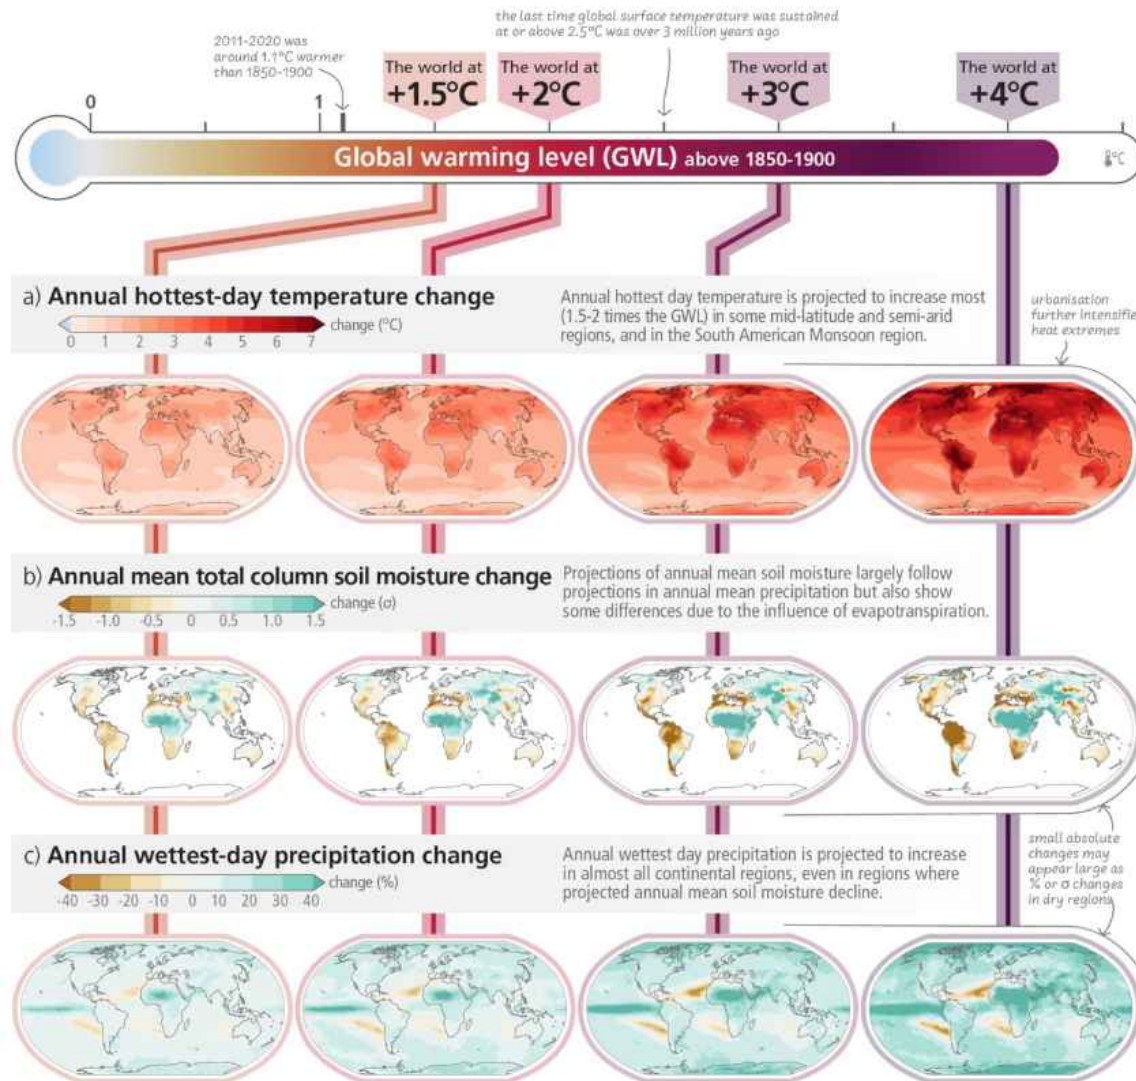 the last time global surface temperature was sustained
at or above 2.5°C was over 3 million years ago
2011-2020 was
around 1.1°C warmer
than 1850-1900
The world at
+1.5°C
The world at
+2°C
The world at
+3°C
The world at
+4°C
0
1
Global warming level (GWL) above 1850-1900
°C
a) Annual hottest-day temperature change
change (°C)
0 1 2 3 4 5 6 7
Annual hottest day temperature is projected to increase most
(1.5-2 times the GWL) in some mid-latitude and semi-arid
regions, and in the South American Monsoon region.
urbanisation
further intensifie
heat extremes
b) Annual mean total column soil moisture change
change (σ)
-1.5 -1.0 -0.5 0 0.5 1.0 1.5
Projections of annual mean soil moisture largely follow
projections in annual mean precipitation but also show
some differences due to the influence of evapotranspiration.
c) Annual wettest-day precipitation change
change (%)
-40 -30 -20 -10 0 10 20 30 40
Annual wettest day precipitation is projected to increase
in almost all continental regions, even in regions where
projected annual mean soil moisture decline.
small absolute
changes may
appear large as
% or σ changes
in dry regions